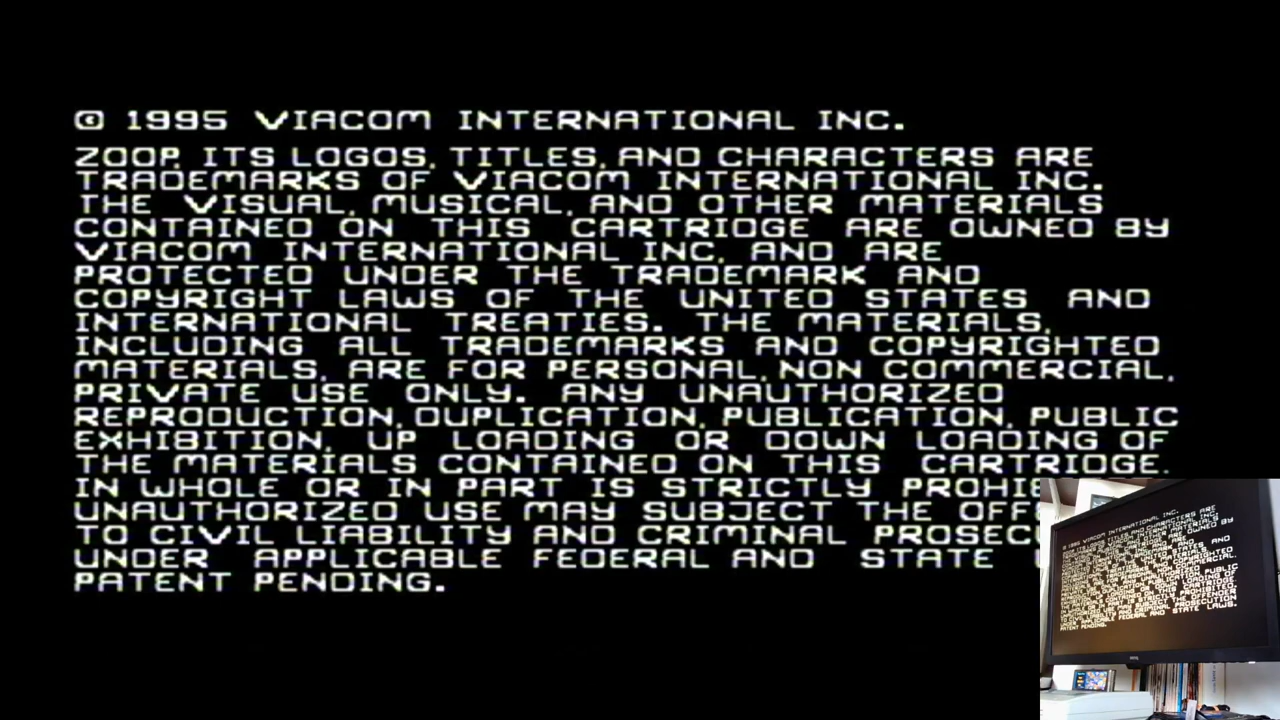 © 1995 VIACOM INTERNATIONAL INC.
ZOOP, ITS LOGOS, TITLES, AND CHARACTERS ARE
TRADEMARKS OF VIACOM INTERNATIONAL INC.
THE VISUAL, MUSICAL, AND OTHER MATERIALS
CONTAINED ON THIS CARTRIDGE ARE OWNED BY
VIACOM INTERNATIONAL INC, AND ARE
PROTECTED UNDER THE TRADEMARK AND
COPYRIGHT LAWS OF THE UNITED STATES AND
INTERNATIONAL TREATIES. THE MATERIALS,
INCLUDING ALL TRADEMARKS AND COPYRIGHTED
MATERIALS, ARE FOR PERSONAL, NON COMMERCIAL,
PRIVATE USE ONLY. ANY UNAUTHORIZED
REPRODUCTION, DUPLICATION, PUBLICATION, PUBLIC
EXHIBITION, UP LOADING OR DOWN LOADING OF
THE MATERIALS CONTAINED ON THIS CARTRIDGE,
IN WHOLE OR IN PART IS STRICTLY PROHIB
UNAUTHORIZED USE MAY SUBJECT THE OFFE
TO CIVIL LIABILITY AND CRIMINAL PROSEC
UNDER APPLICABLE FEDERAL AND STATE
PATENT PENDING.